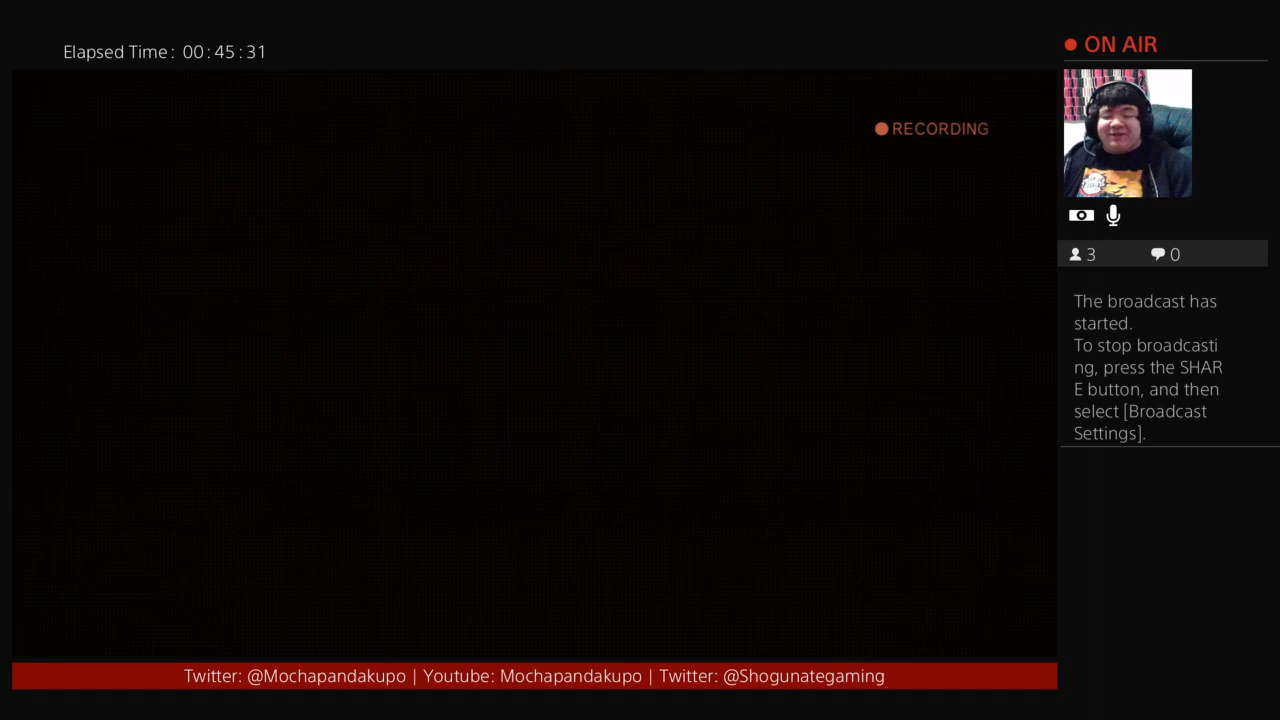 Elapsed Time: 00:45:31
ON AIR
RECORDING
3 0
The broadcast has
started.
To stop broadcasti
ng, press the SHAR
E button, and then
select [Broadcast
Settings].
Twitter: @Mochapandakupo | Youtube: Mochapandakupo | Twitter: @Shogunategaming